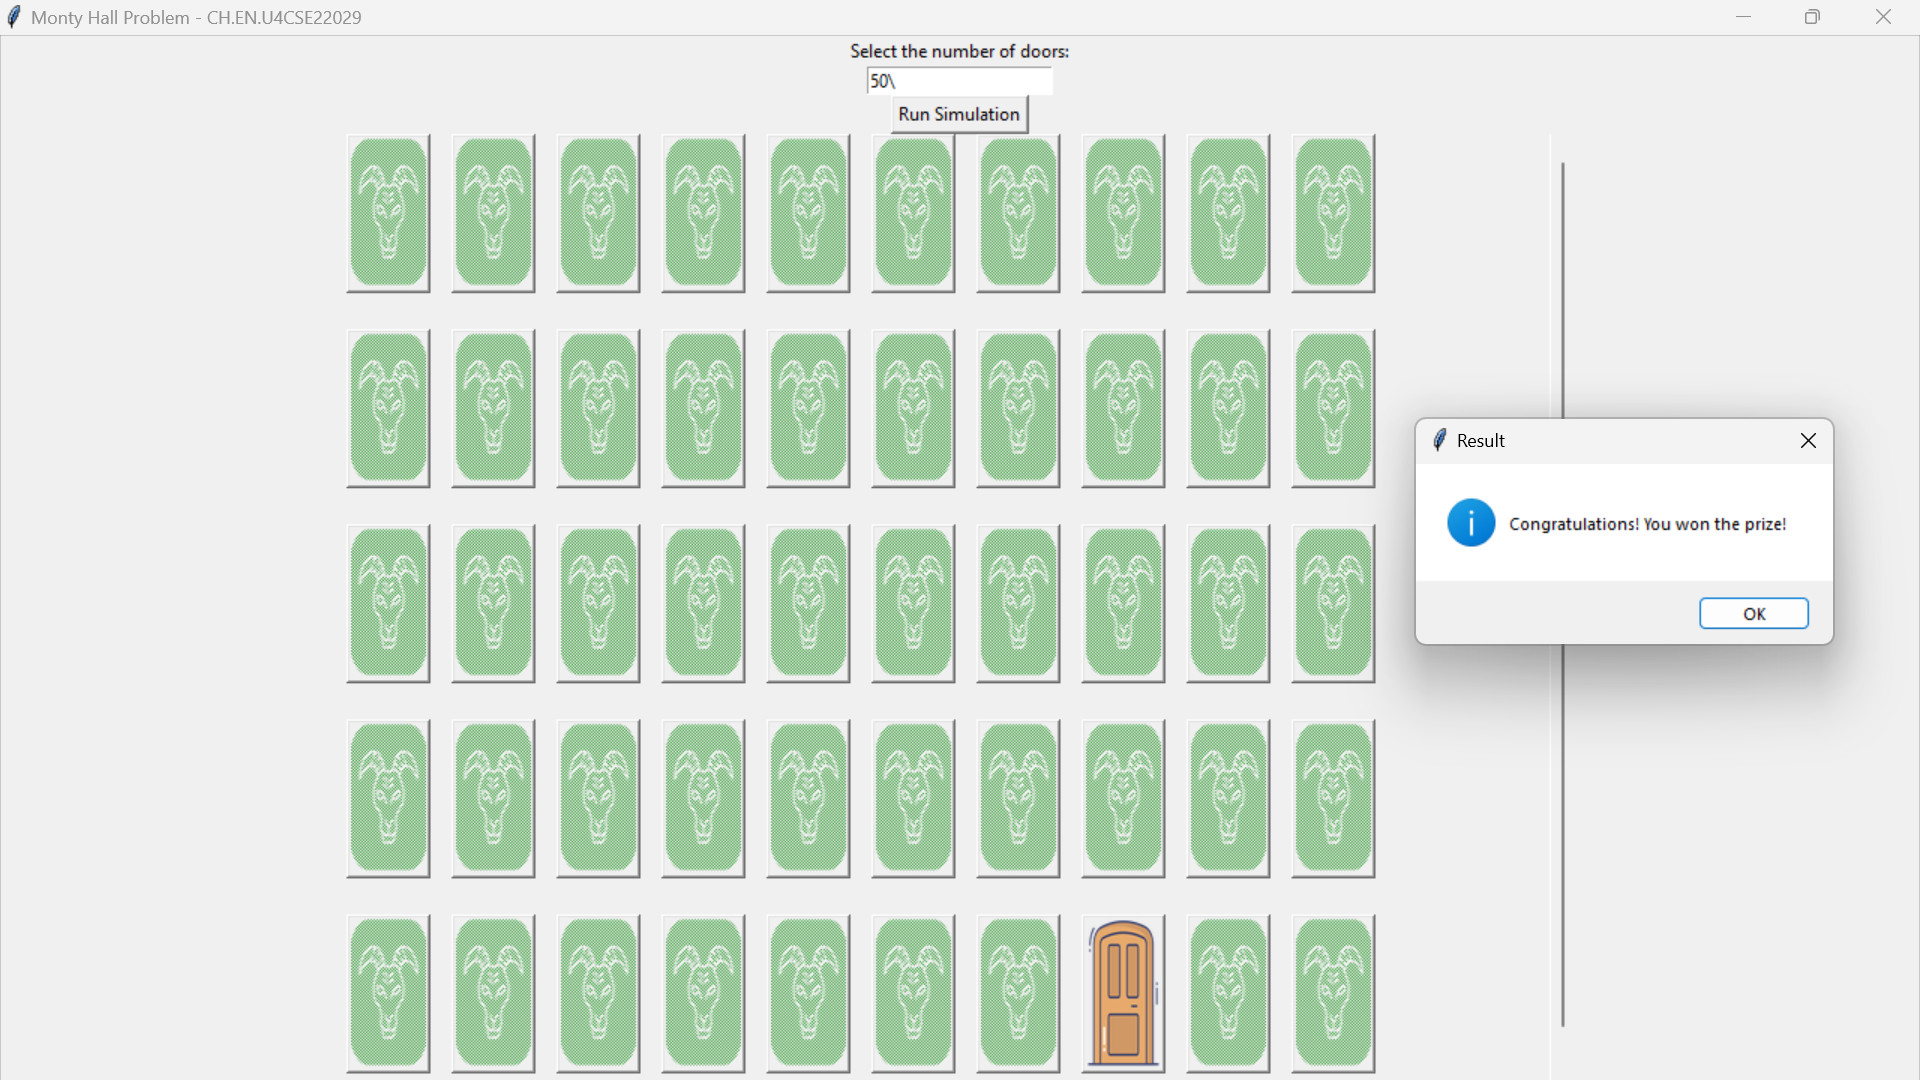 Monty Hall Problem - CH.EN.U4CSE22029
Select the number of doors:
50\
Run Simulation
Result
Congratulations! You won the prize!
OK